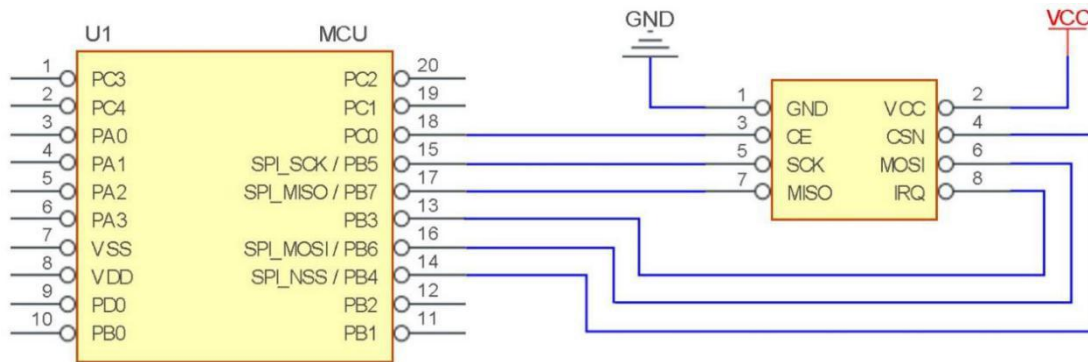 U1 MCU GND VCC
1 PC3 PC2 20
2 PC4 PC1 19 1 GND VCC 2
3 PA0 PC0 18 3 CE CSN 4
4 PA1 SPI_SCK / PB5 15 5 SCK MOSI 6
5 PA2 SPI_MISO / PB7 17 7 MISO IRQ 8
6 PA3 PB3 13
7 VSS SPI_MOSI / PB6 16
8 VDD SPI_NSS / PB4 14
9 PD0 PB2 12
10 PB0 PB1 11